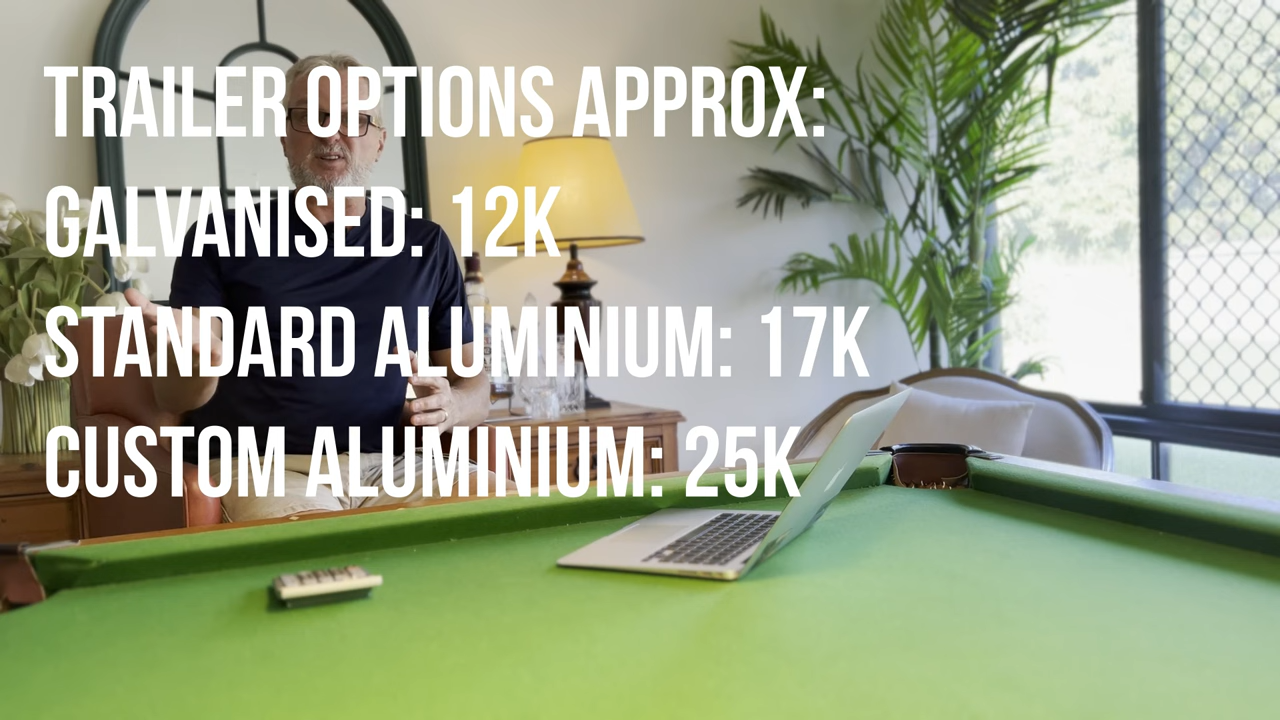 TRAILER OPTIONS APPROX:
GALVANISED: 12K
STANDARD ALUMINIUM: 17K
CUSTOM ALUMINIUM: 25K